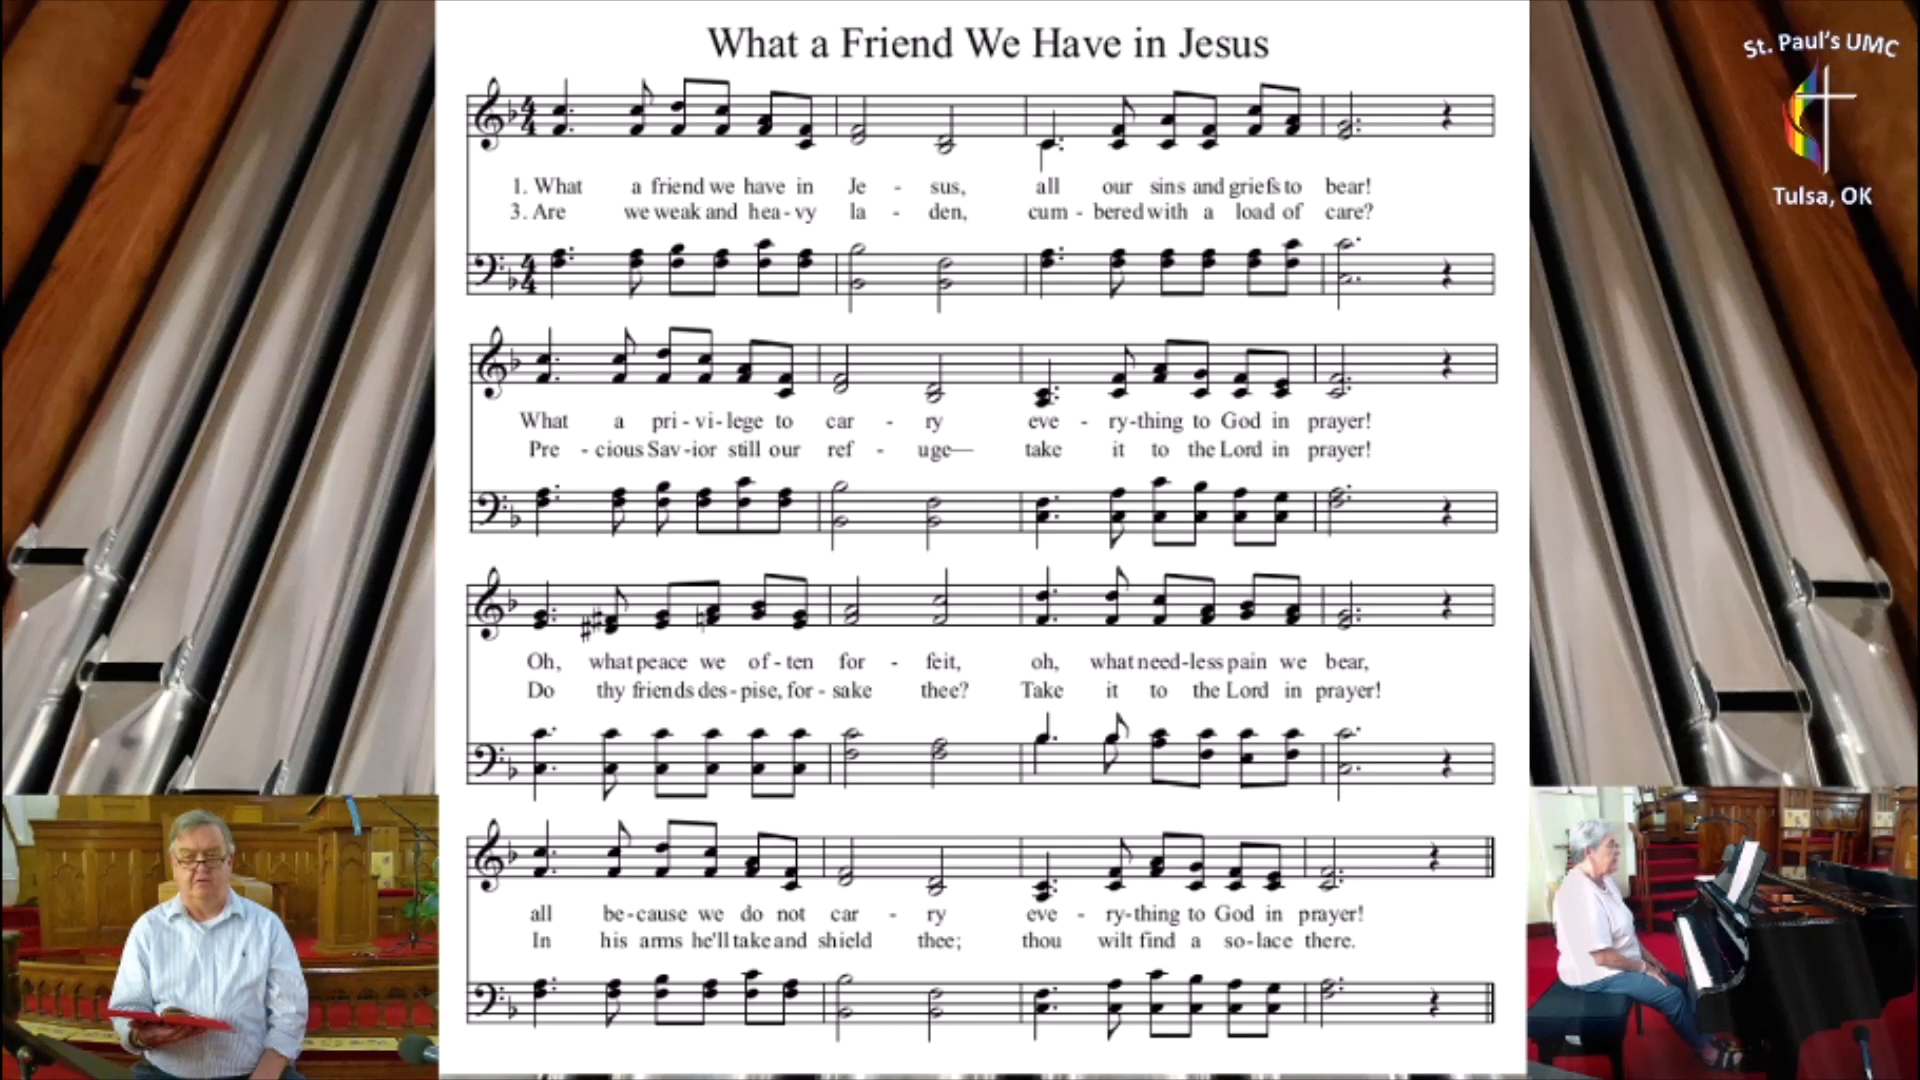 What a Friend We Have in Jesus
St. Paul's UMC
Tulsa, OK
1. What a friend we have in Je - sus, all our sins and griefs to bear!
3. Are we weak and hea - vy la - den, cum - bered with a load of care?
What a pri - vi - lege to car - ry eve - ry - thing to God in prayer!
Pre - cious Sav - ior still our ref - uge— take it to the Lord in prayer!
Oh, what peace we of - ten for - feit, oh, what need - less pain we bear,
Do thy friends des - pise, for - sake thee? Take it to the Lord in prayer!
all be - cause we do not car - ry eve - ry - thing to God in prayer!
In his arms he'll take and shield thee; thou wilt find a so - lace there.